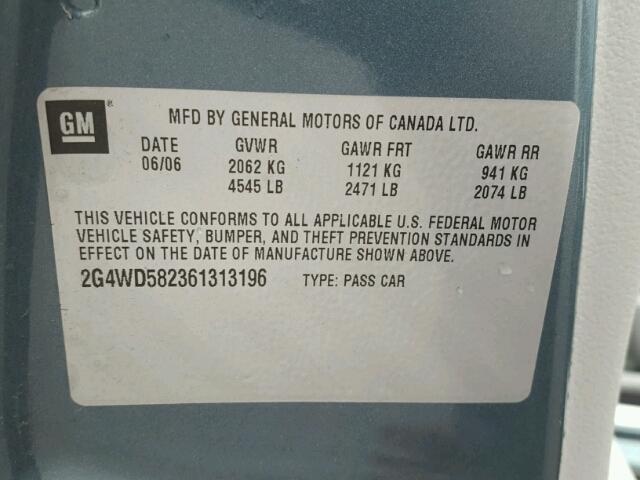 GM®
MFD BY GENERAL MOTORS OF CANADA LTD.
DATE GVWR GAWR FRT GAWR RR
06/06 2062 KG 1121 KG 941 KG
4545 LB 2471 LB 2074 LB
THIS VEHICLE CONFORMS TO ALL APPLICABLE U.S. FEDERAL MOTOR
VEHICLE SAFETY, BUMPER, AND THEFT PREVENTION STANDARDS IN
EFFECT ON THE DATE OF MANUFACTURE SHOWN ABOVE.
2G4WD582361313196 TYPE: PASS CAR